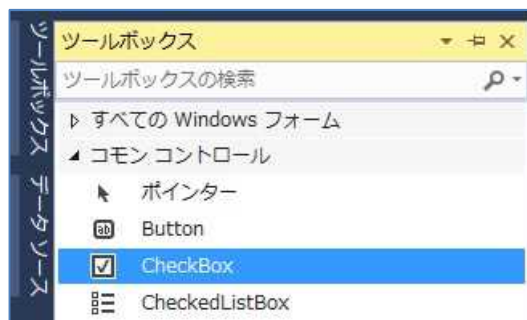 ツールボックス
データ ソース
ツールボックス
ツールボックスの検索
すべての Windows フォーム
コモン コントロール
ポインター
Button
CheckBox
CheckedListBox